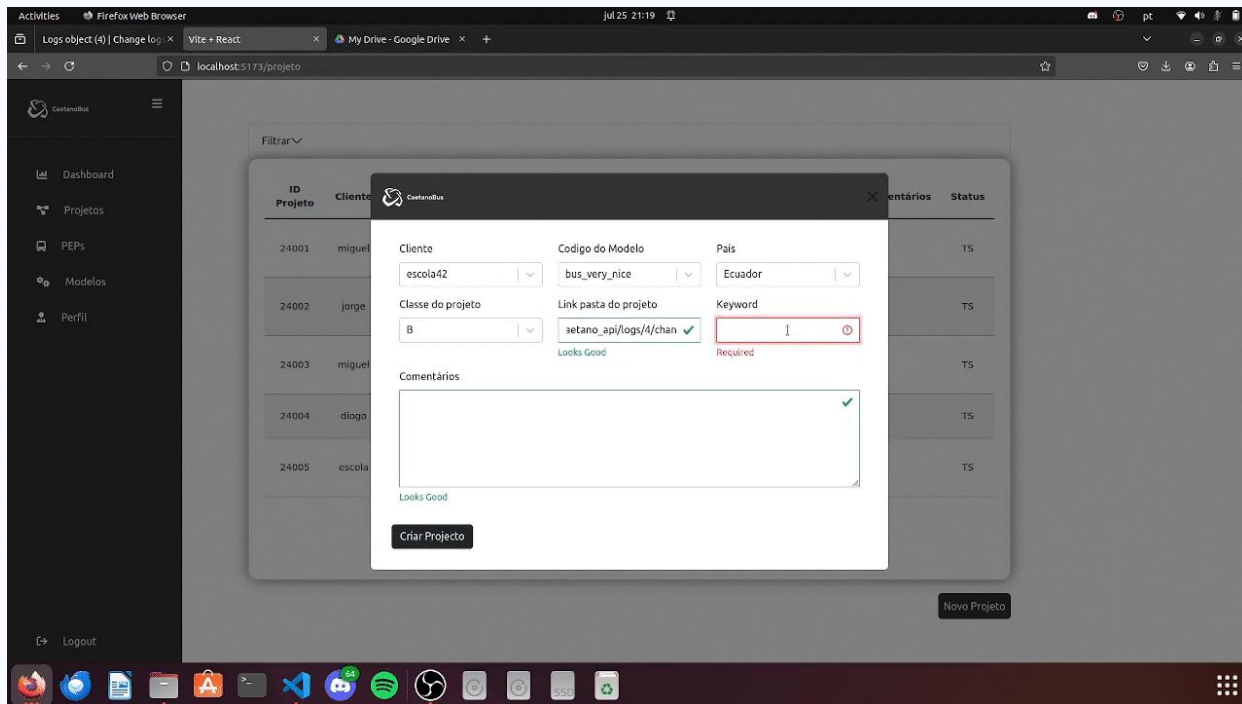 Activities Firefox Web Browser jul 25 21:19 pt
Logs object (4) | Change log: × Vite + React × My Drive - Google Drive × +
localhost:5173/projeto
CaetanoBus
Dashboard
Projetos
PEPs
Modelos
Perfil
Logout
Filtrar
ID Projeto Cliente entários Status
24001 miguel TS
24002 jorge TS
24003 miguel TS
24004 diogo TS
24005 escola TS
Novo Projeto
CaetanoBus
Cliente Codigo do Modelo País
escola42 bus_very_nice Ecuador
Classe do projeto Link pasta do projeto Keyword
B aetano_api/logs/4/chan
Looks Good Required
Comentários
Looks Good
Criar Projecto
64
SSD